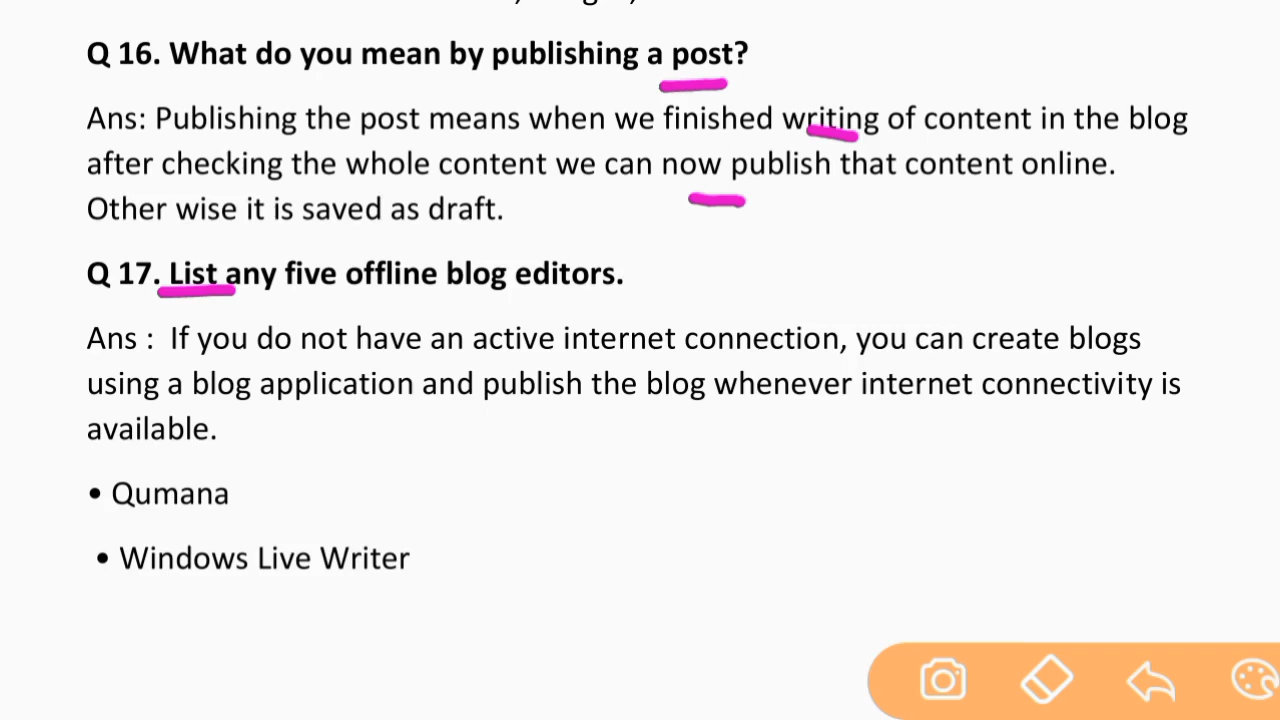 Q 16. What do you mean by publishing a post?
Ans: Publishing the post means when we finished writing of content in the blog
after checking the whole content we can now publish that content online.
Other wise it is saved as draft.
Q 17. List any five offline blog editors.
Ans :  If you do not have an active internet connection, you can create blogs
using a blog application and publish the blog whenever internet connectivity is
available.
• Qumana
• Windows Live Writer